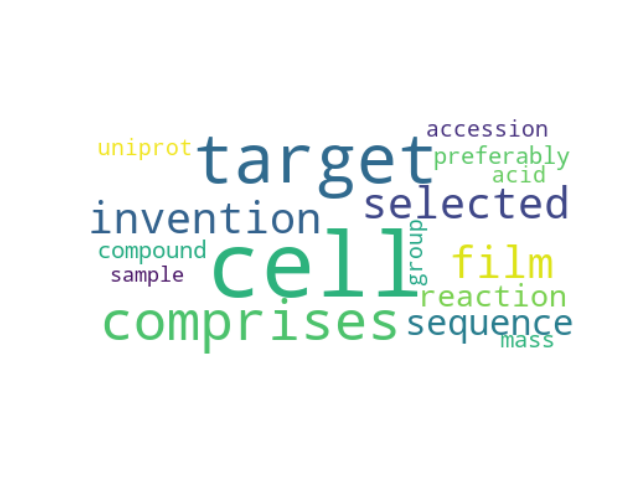 accession
uniprot target preferably
acid
invention selected
compound cell group film
sample
comprises reaction
sequence
mass